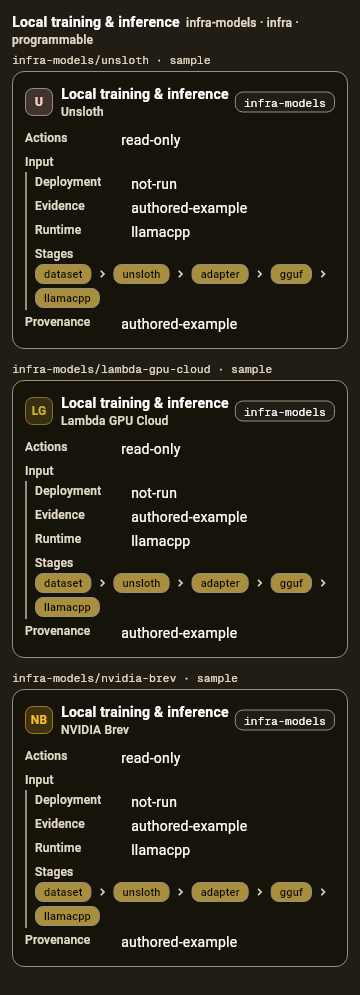 Local training & inference infra-models · infra ·
programmable
infra-models/unsloth · sample
U
Local training & inference
Unsloth
infra-models
Actions read-only
Input
Deployment not-run
Evidence authored-example
Runtime llamacpp
Stages
dataset › unsloth › adapter › gguf ›
llamacpp
Provenance authored-example
infra-models/lambda-gpu-cloud · sample
LG
Local training & inference
Lambda GPU Cloud
infra-models
Actions read-only
Input
Deployment not-run
Evidence authored-example
Runtime llamacpp
Stages
dataset › unsloth › adapter › gguf ›
llamacpp
Provenance authored-example
infra-models/nvidia-brev · sample
NB
Local training & inference
NVIDIA Brev
infra-models
Actions read-only
Input
Deployment not-run
Evidence authored-example
Runtime llamacpp
Stages
dataset › unsloth › adapter › gguf ›
llamacpp
Provenance authored-example